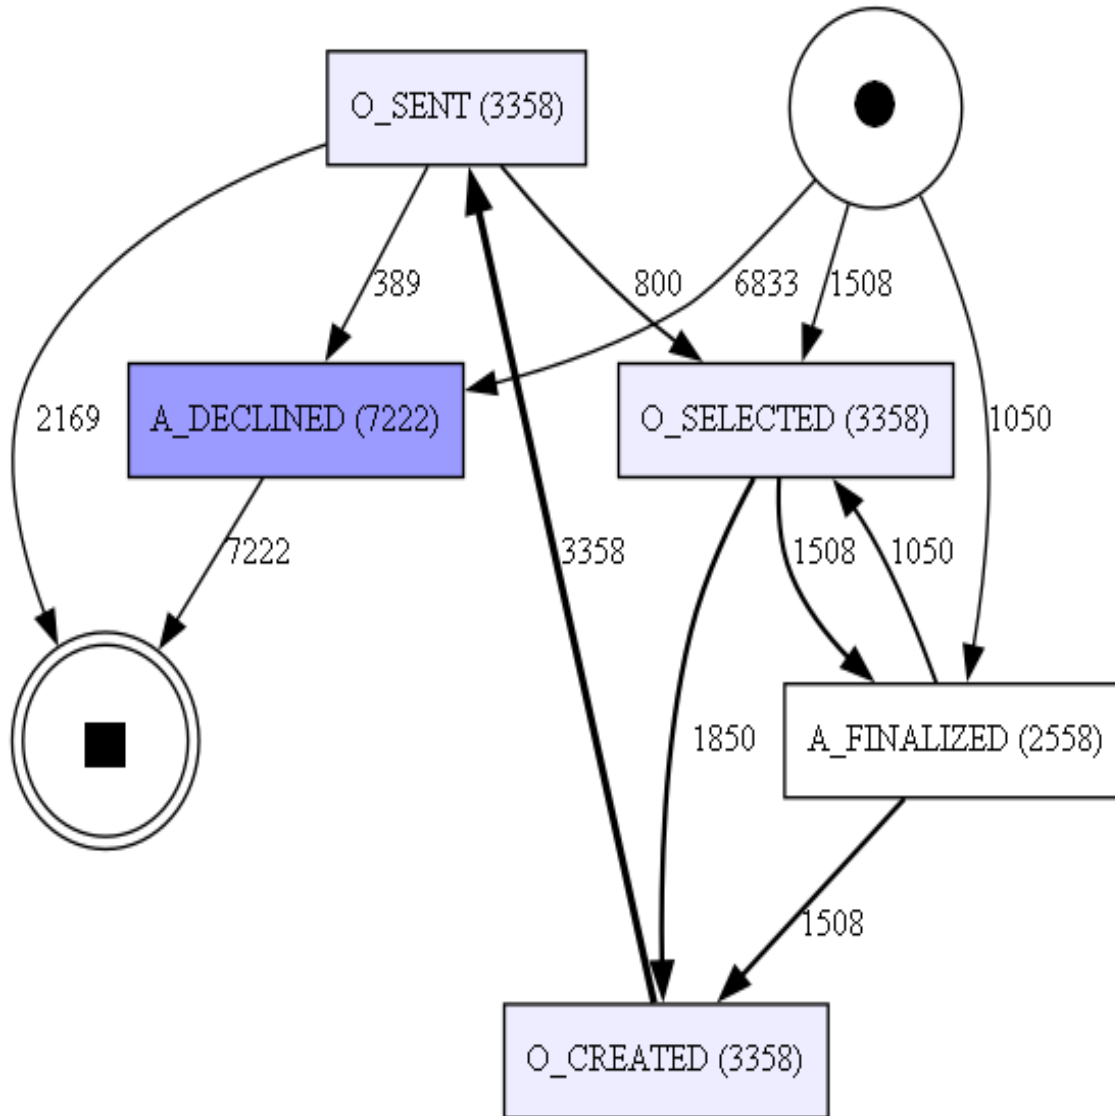 O_SENT (3358)
389
800
6833
1508
A_DECLINED (7222)
O_SELECTED (3358)
2169
1050
7222
3358
1508
1050
1850
A_FINALIZED (2558)
1508
O_CREATED (3358)